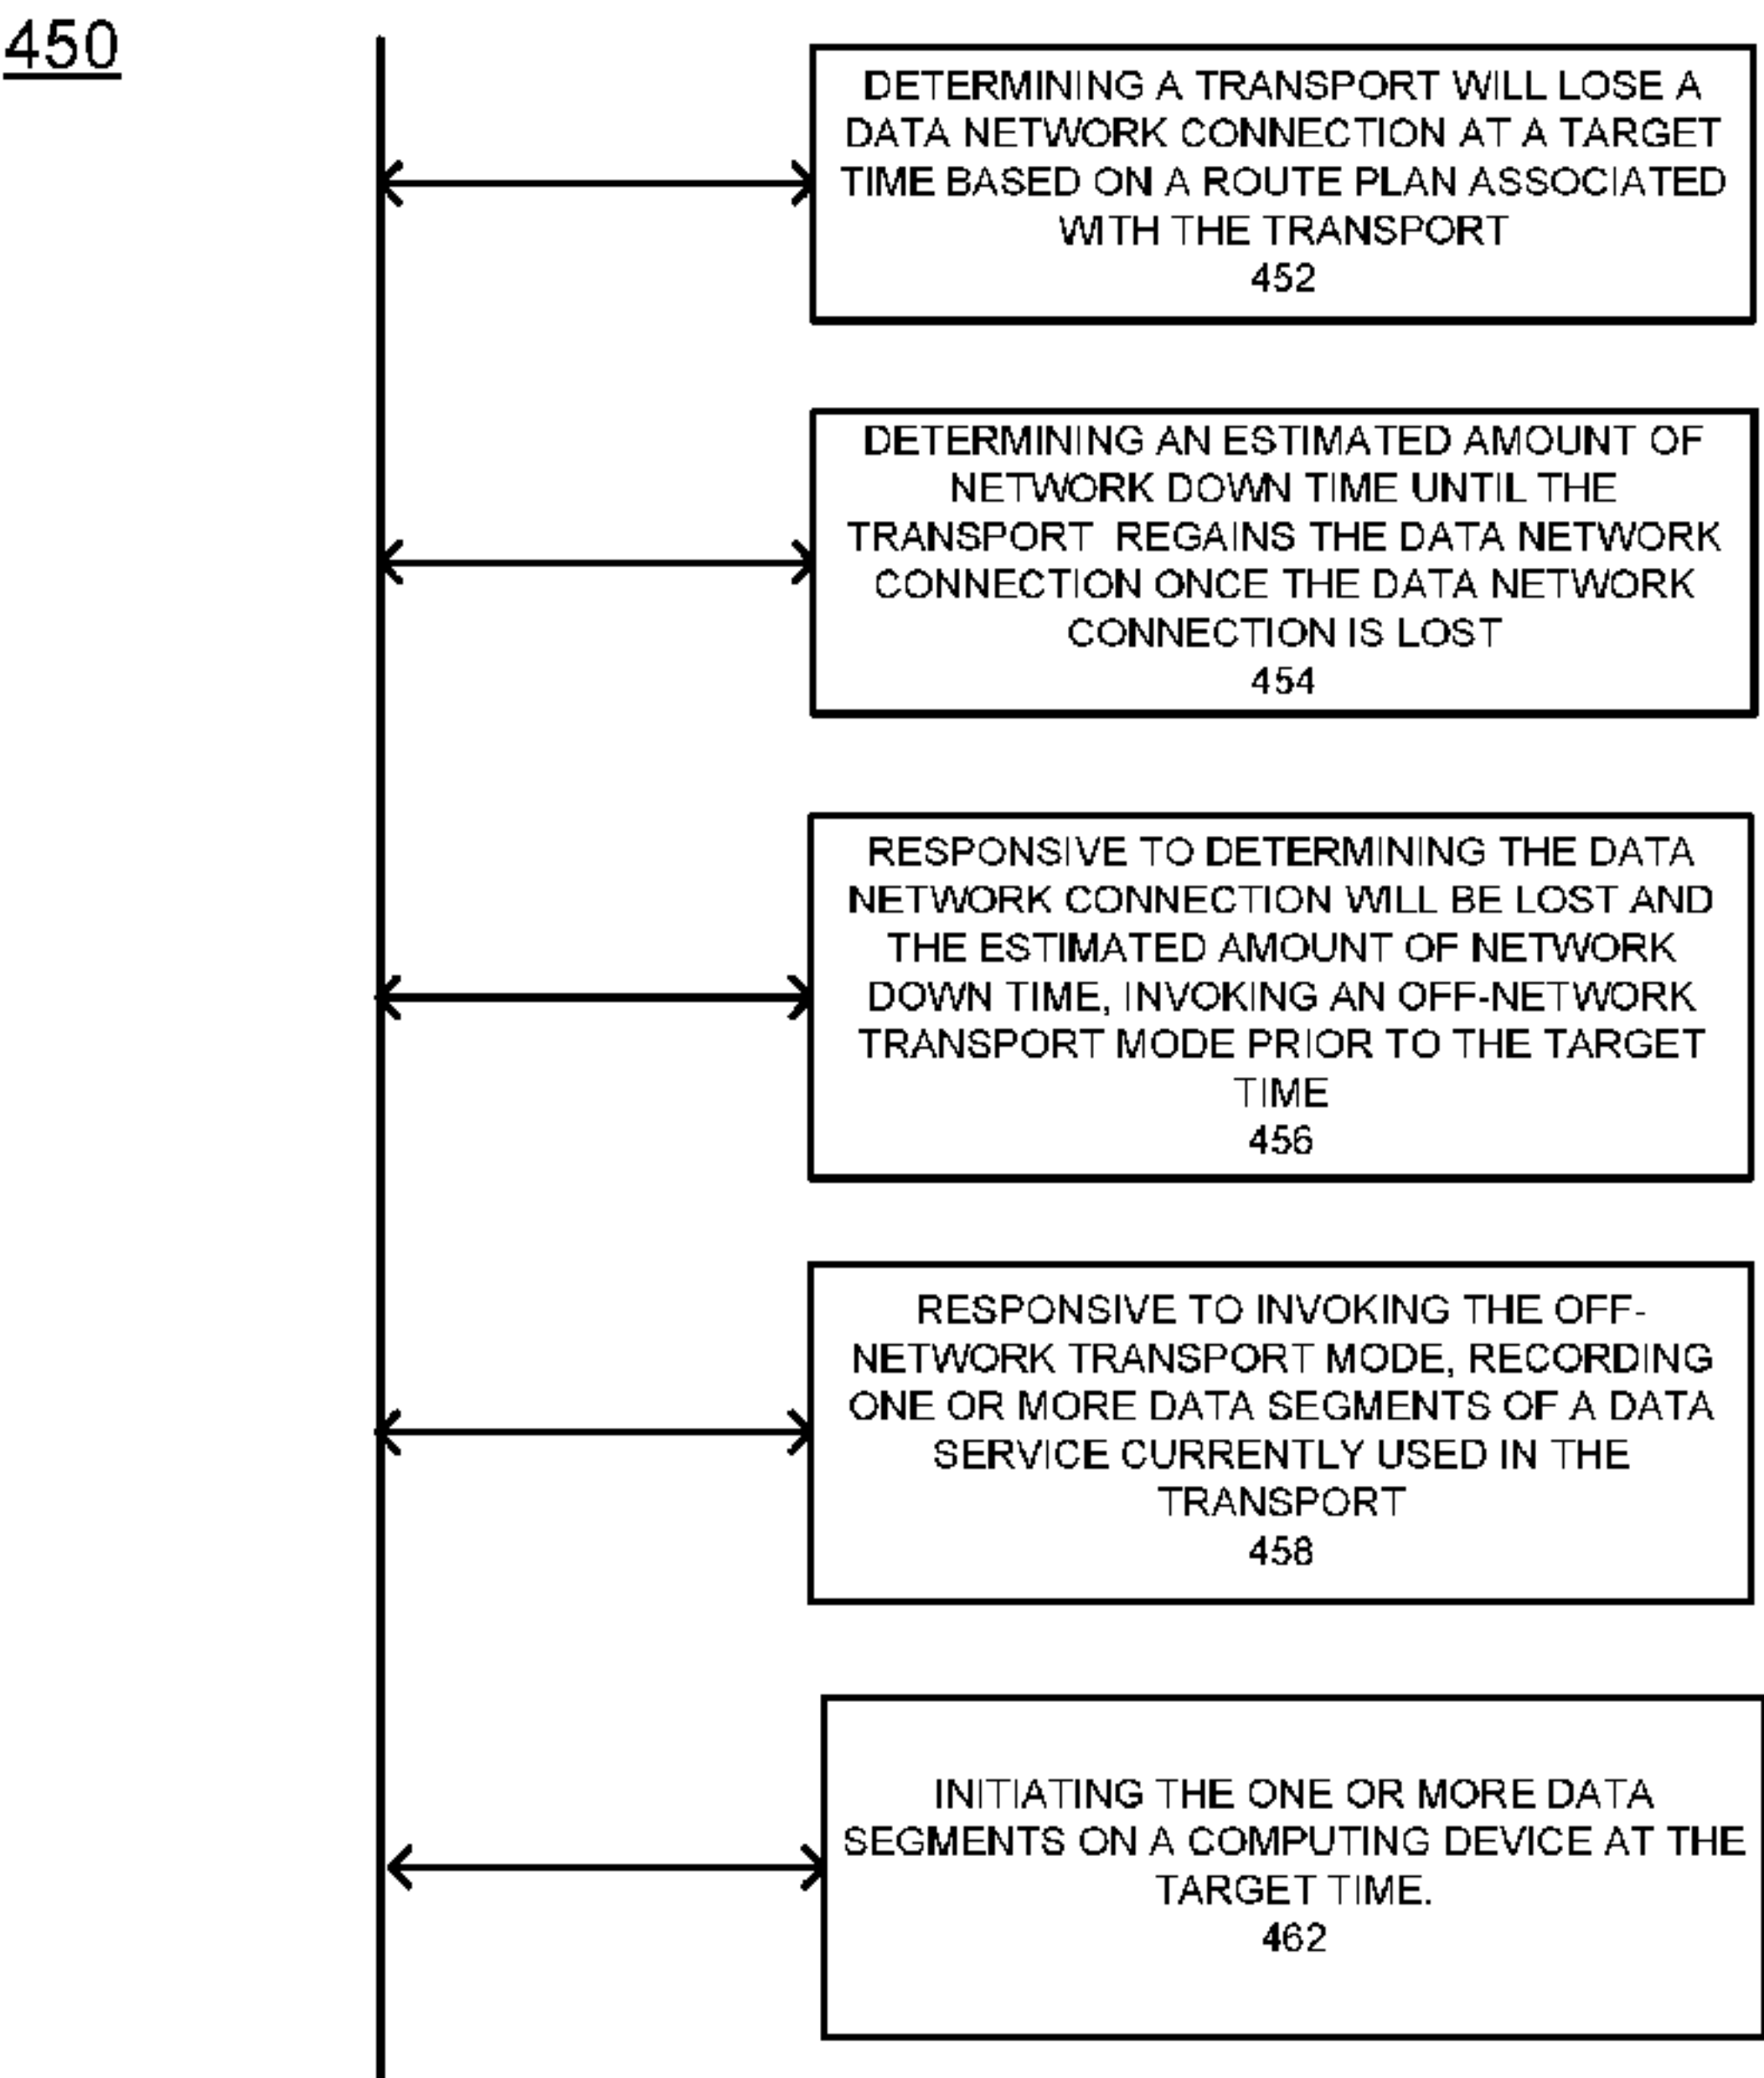 450
DETERMINING A TRANSPORT WILL LOSE A
DATA NETWORK CONNECTION AT A TARGET
TIME BASED ON A ROUTE PLAN ASSOCIATED
WITH THE TRANSPORT
452
DETERMINING AN ESTIMATED AMOUNT OF
NETWORK DOWN TIME UNTIL THE
TRANSPORT REGAINS THE DATA NETWORK
CONNECTION ONCE THE DATA NETWORK
CONNECTION IS LOST
454
RESPONSIVE TO DETERMINING THE DATA
NETWORK CONNECTION WILL BE LOST AND
THE ESTIMATED AMOUNT OF NETWORK
DOWN TIME, INVOKING AN OFF-NETWORK
TRANSPORT MODE PRIOR TO THE TARGET
TIME
456
RESPONSIVE TO INVOKING THE OFF-
NETWORK TRANSPORT MODE, RECORDING
ONE OR MORE DATA SEGMENTS OF A DATA
SERVICE CURRENTLY USED IN THE
TRANSPORT
458
INITIATING THE ONE OR MORE DATA
SEGMENTS ON A COMPUTING DEVICE AT THE
TARGET TIME.
462